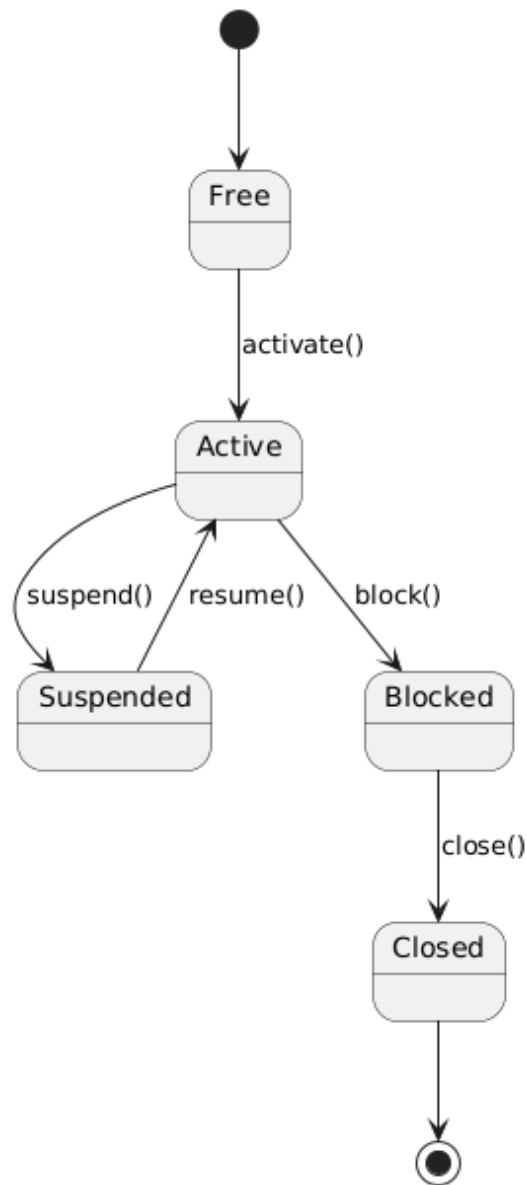 Free
activate()
Active
suspend()
resume()
block()
Suspended
Blocked
close()
Closed